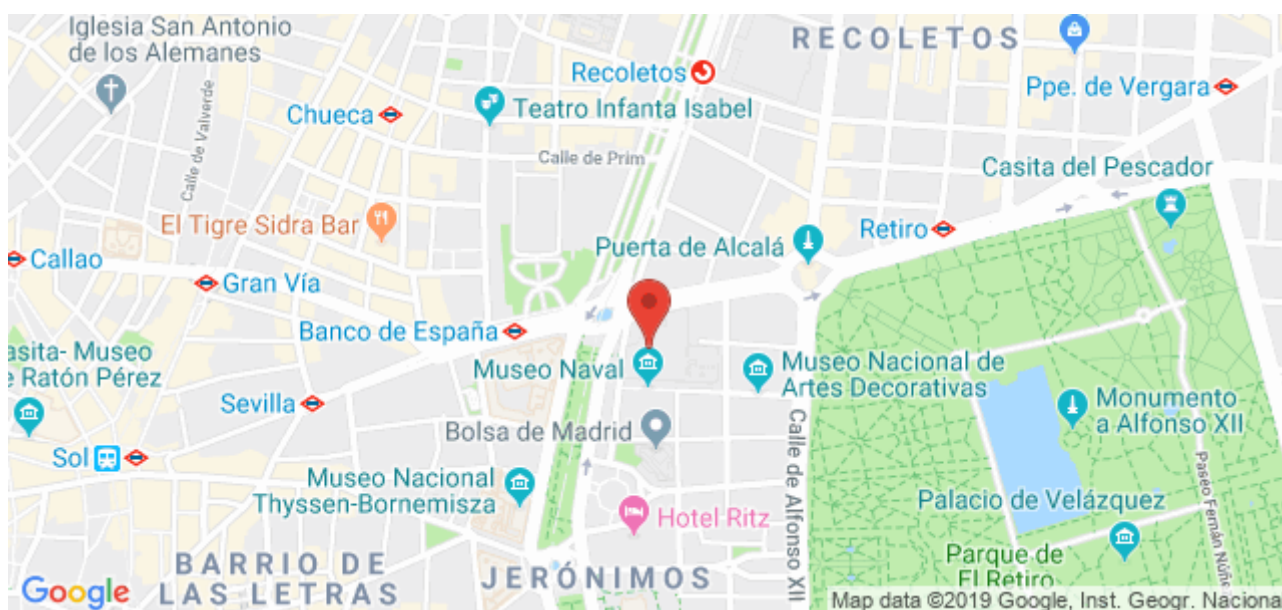 Iglesia San Antonio
de los Alemanes
RECOLETOS
Recoletos
Ppe. de Vergara
Chueca
Teatro Infanta Isabel
Calle de Valverde
Calle de Prim
Casita del Pescador
El Tigre Sidra Bar
Puerta de Alcalá
Retiro
Callao
Gran Vía
Banco de España
asita- Museo
Ratón Pérez
Museo Naval
Museo Nacional de
Artes Decorativas
Sevilla
Monumento
a Alfonso XII
Bolsa de Madrid
Calle de Alfonso XII
Sol
Museo Nacional
Thyssen-Bornemisza
Paseo Fernán Núñe
Palacio de Velázquez
Hotel Ritz
Parque de
El Retiro
BARRIO DE
LAS LETRAS
JERÓNIMOS
Google
Map data ©2019 Google, Inst. Geogr. Naciona